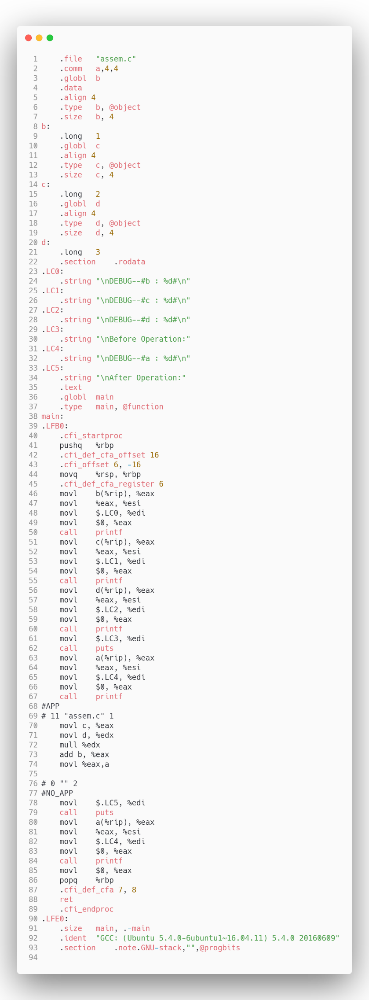 1     .file   "assem.c"
2     .comm   a,4,4
3     .globl  b
4     .data
5     .align 4
6     .type   b, @object
7     .size   b, 4
8 b:
9     .long   1
10     .globl  c
11     .align 4
12     .type   c, @object
13     .size   c, 4
14 c:
15     .long   2
16     .globl  d
17     .align 4
18     .type   d, @object
19     .size   d, 4
20 d:
21     .long   3
22     .section    .rodata
23 .LC0:
24     .string "\nDEBUG--#b : %d#\n"
25 .LC1:
26     .string "\nDEBUG--#c : %d#\n"
27 .LC2:
28     .string "\nDEBUG--#d : %d#\n"
29 .LC3:
30     .string "\nBefore Operation:"
31 .LC4:
32     .string "\nDEBUG--#a : %d#\n"
33 .LC5:
34     .string "\nAfter Operation:"
35     .text
36     .globl  main
37     .type   main, @function
38 main:
39 .LFB0:
40     .cfi_startproc
41     pushq   %rbp
42     .cfi_def_cfa_offset 16
43     .cfi_offset 6, -16
44     movq    %rsp, %rbp
45     .cfi_def_cfa_register 6
46     movl    b(%rip), %eax
47     movl    %eax, %esi
48     movl    $.LC0, %edi
49     movl    $0, %eax
50     call    printf
51     movl    c(%rip), %eax
52     movl    %eax, %esi
53     movl    $.LC1, %edi
54     movl    $0, %eax
55     call    printf
56     movl    d(%rip), %eax
57     movl    %eax, %esi
58     movl    $.LC2, %edi
59     movl    $0, %eax
60     call    printf
61     movl    $.LC3, %edi
62     call    puts
63     movl    a(%rip), %eax
64     movl    %eax, %esi
65     movl    $.LC4, %edi
66     movl    $0, %eax
67     call    printf
68 #APP
69 # 11 "assem.c" 1
70     movl c, %eax
71     movl d, %edx
72     mull %edx
73     add b, %eax
74     movl %eax,a
75
76 # 0 "" 2
77 #NO_APP
78     movl    $.LC5, %edi
79     call    puts
80     movl    a(%rip), %eax
81     movl    %eax, %esi
82     movl    $.LC4, %edi
83     movl    $0, %eax
84     call    printf
85     movl    $0, %eax
86     popq    %rbp
87     .cfi_def_cfa 7, 8
88     ret
89     .cfi_endproc
90 .LFE0:
91     .size   main, .-main
92     .ident  "GCC: (Ubuntu 5.4.0-6ubuntu1~16.04.11) 5.4.0 20160609"
93     .section    .note.GNU-stack,"",@progbits
94